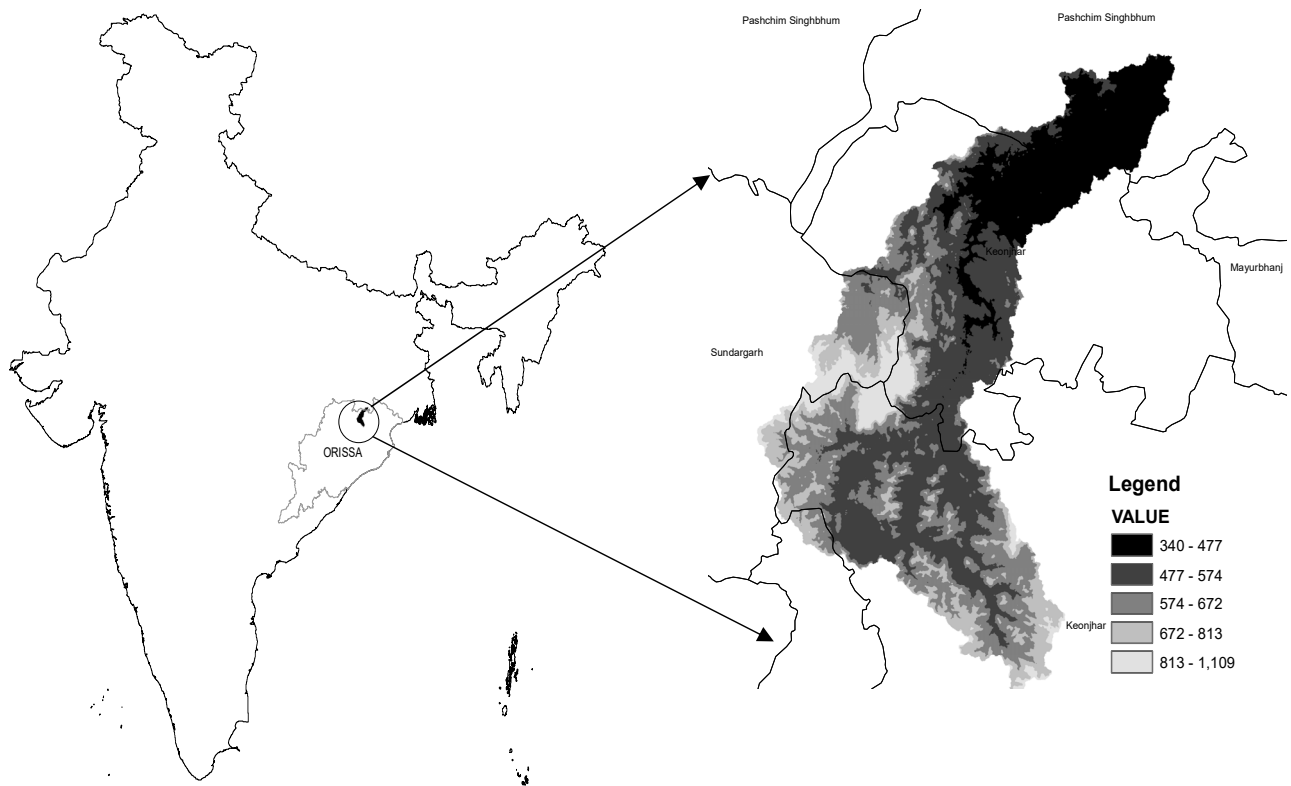 Pashchim Singhbhum
Pashchim Singhbhum
Keonjhar
Mayurbhanj
Sundargarh
ORISSA
Legend
VALUE
340 - 477
477 - 574
574 - 672
672 - 813
813 - 1,109
Keonjhar